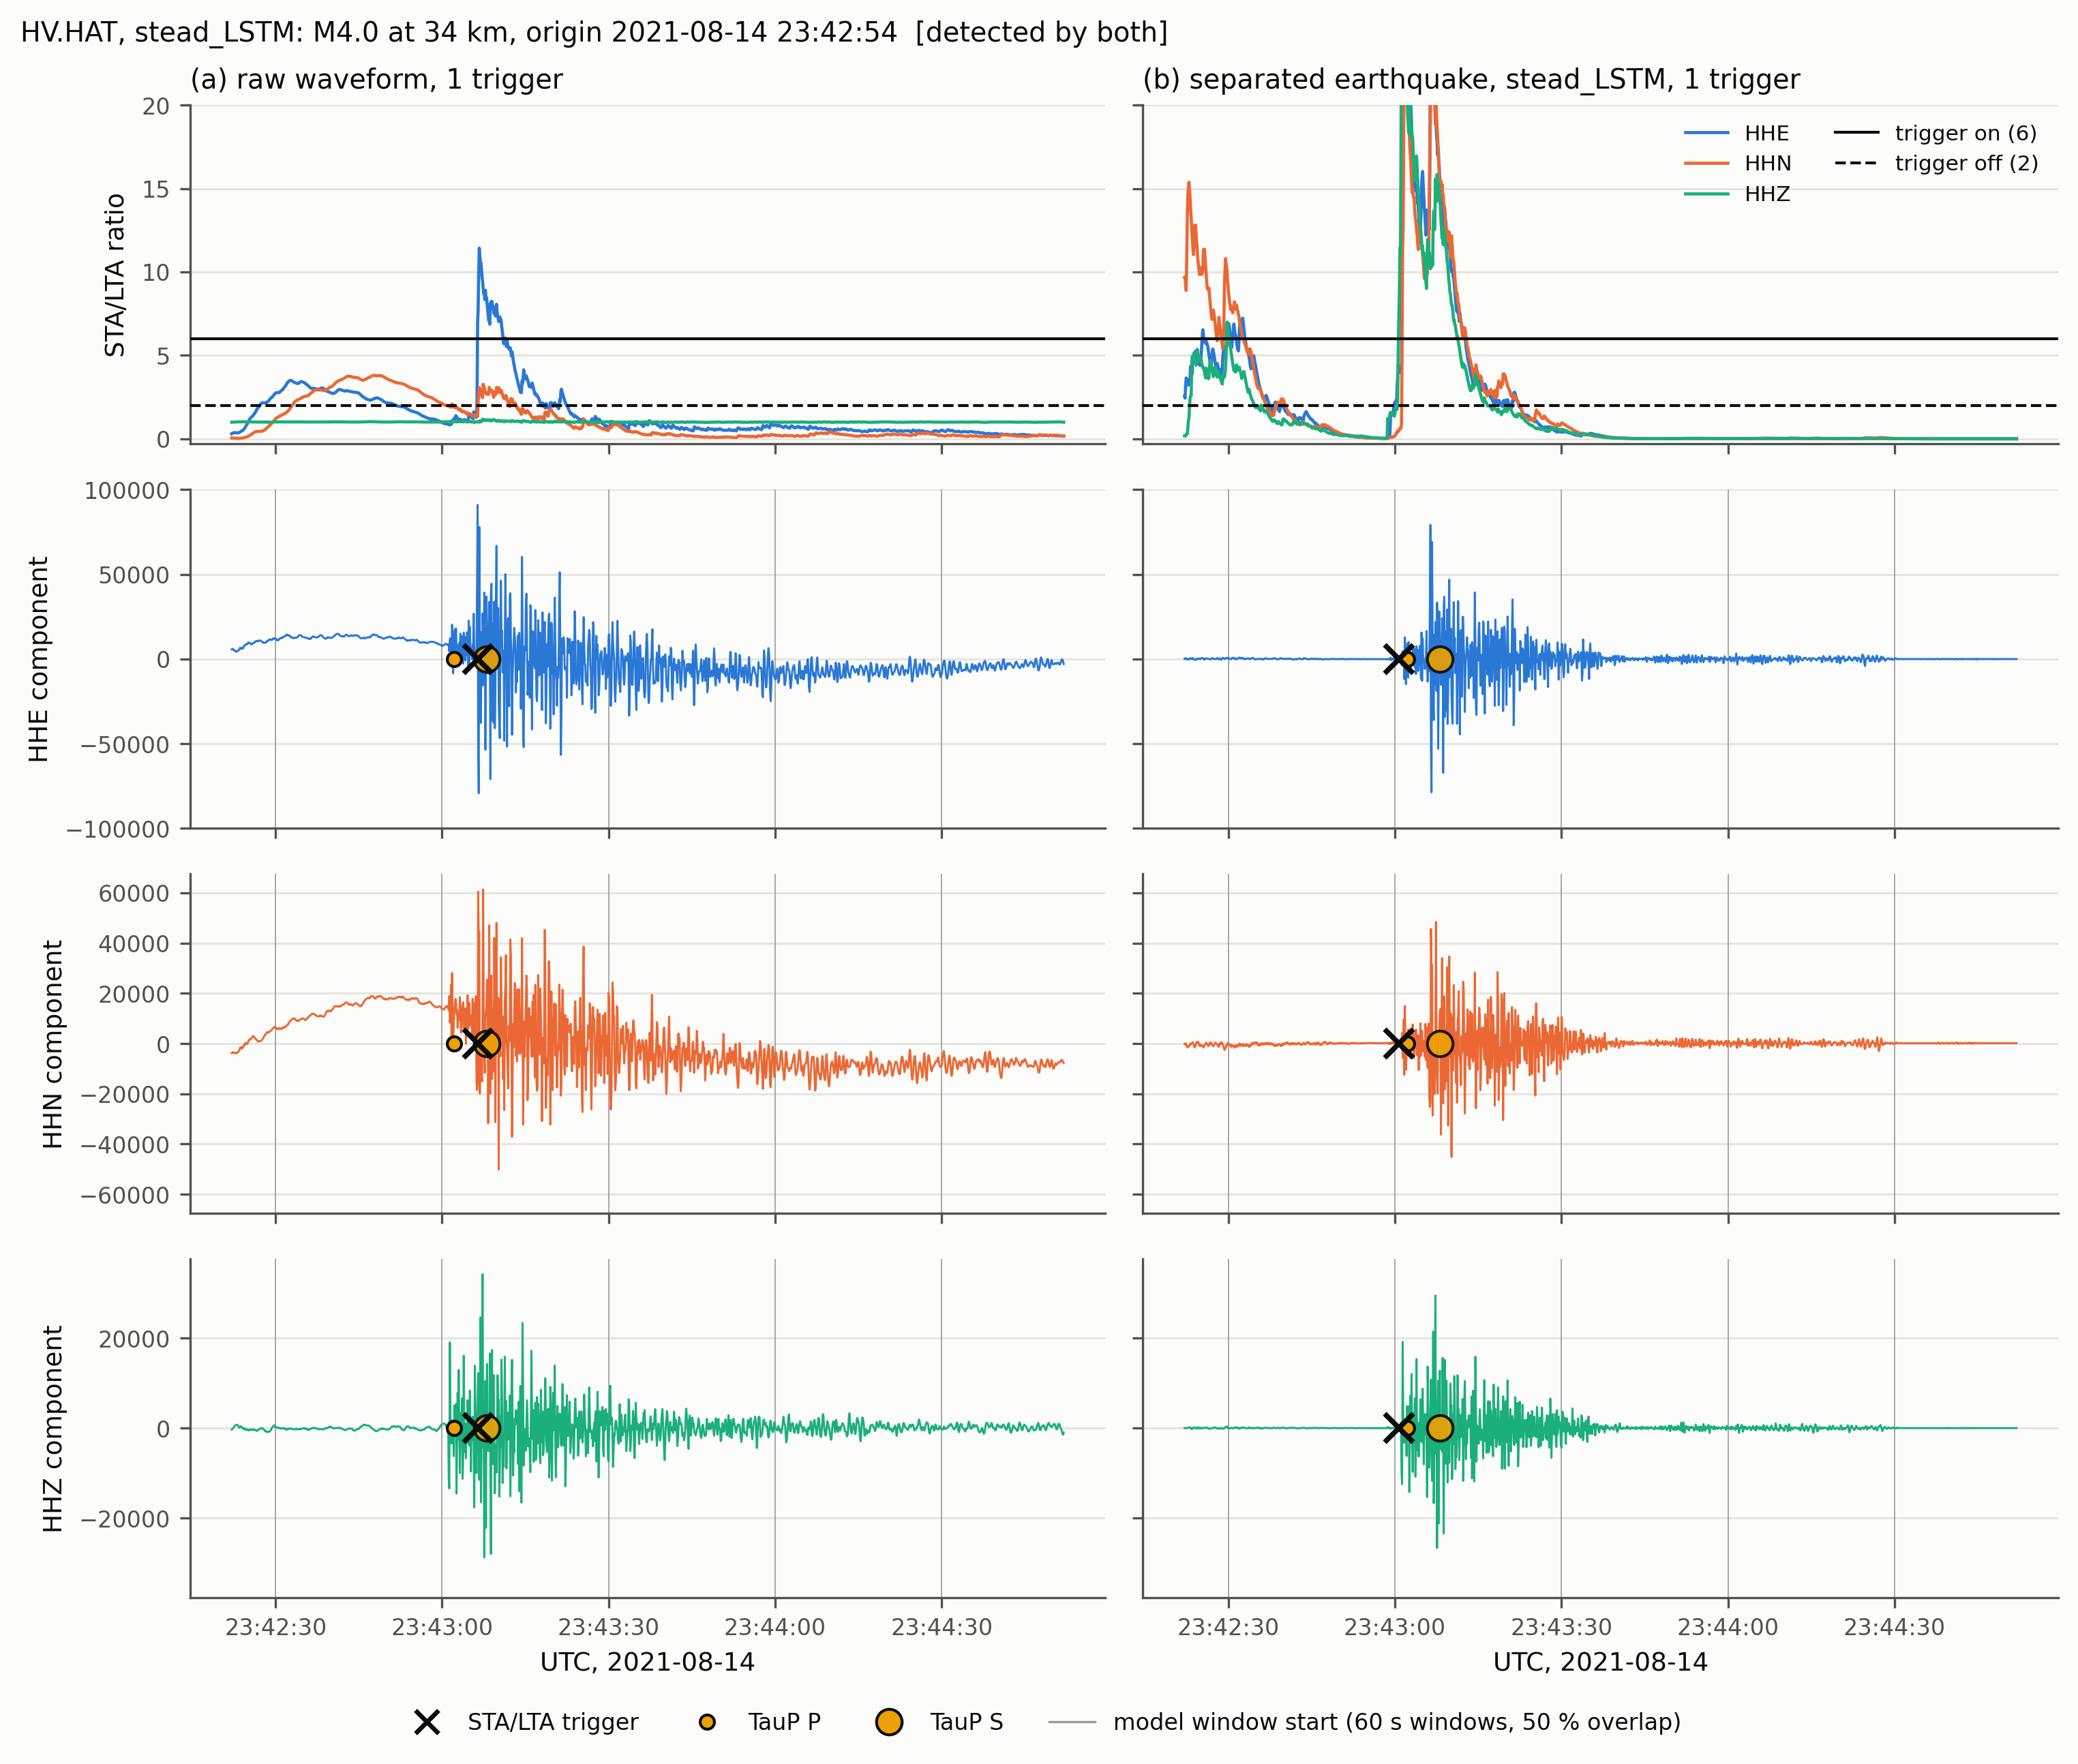 HV.HAT, stead_LSTM: M4.0 at 34 km, origin 2021-08-14 23:42:54 [detected by both]
(a) raw waveform, 1 trigger
(b) separated earthquake, stead_LSTM, 1 trigger
STA/LTA ratio
20
15
10
5
0
HHE
HHN
HHZ
trigger on (6)
trigger off (2)
HHE component
100000
50000
0
−50000
−100000
HHN component
60000
40000
20000
0
−20000
−40000
−60000
HHZ component
20000
0
−20000
23:42:30 23:43:00 23:43:30 23:44:00 23:44:30
23:42:30 23:43:00 23:43:30 23:44:00 23:44:30
UTC, 2021-08-14
UTC, 2021-08-14
STA/LTA trigger
TauP P
TauP S
model window start (60 s windows, 50 % overlap)